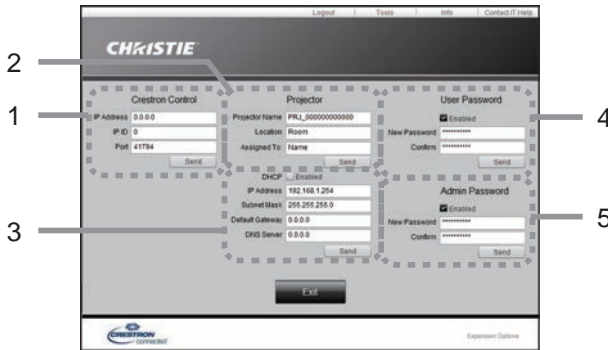 Logout Tools Info Contact IT Help
CHRISTIE
2
1
3
4
5
Crestron Control
IP Address 0.0.0.0
IP ID 0
Port 41794
Send
Projector
Projector Name PRJ_000000000000
Location Room
Assigned To: Name
Send
DHCP Enabled
IP Address 192.168.1.254
Subnet Mask 255.255.255.0
Default Gateway 0.0.0.0
DNS Server 0.0.0.0
Send
User Password
Enabled
New Password **********
Confirm **********
Send
Admin Password
Enabled
New Password **********
Confirm **********
Send
Exit
CRESTRON
connected
Expansion Options